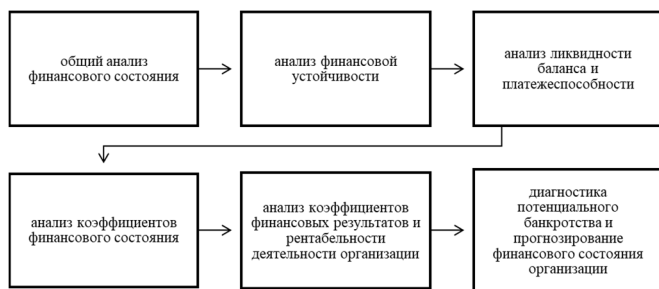 общий анализ
финансового состояния
анализ финансовой
устойчивости
анализ ликвидности
баланса и
платежеспособности
анализ коэффициентов
финансового состояния
анализ коэффициентов
финансовых результатов и
рентабельности
деятельности организации
диагностика
потенциального
банкротства и
прогнозирование
финансового состояния
организации